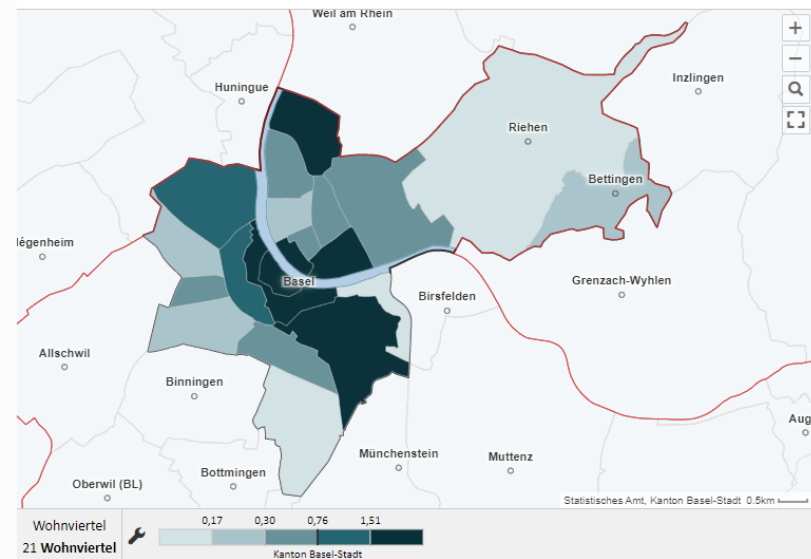 Weil am Rhein
Inzlingen
Huningue
Riehen
Bettingen
Hégenheim
Basel
Grenzach-Wyhlen
Birsfelden
Allschwil
Binningen
Aug
Münchenstein
Muttenz
Bottmingen
Oberwil (BL)
Statistisches Amt, Kanton Basel-Stadt 0.5km
Wohnviertel
21 Wohnviertel
0,17 0,30 0,76 1,51
Kanton Basel-Stadt